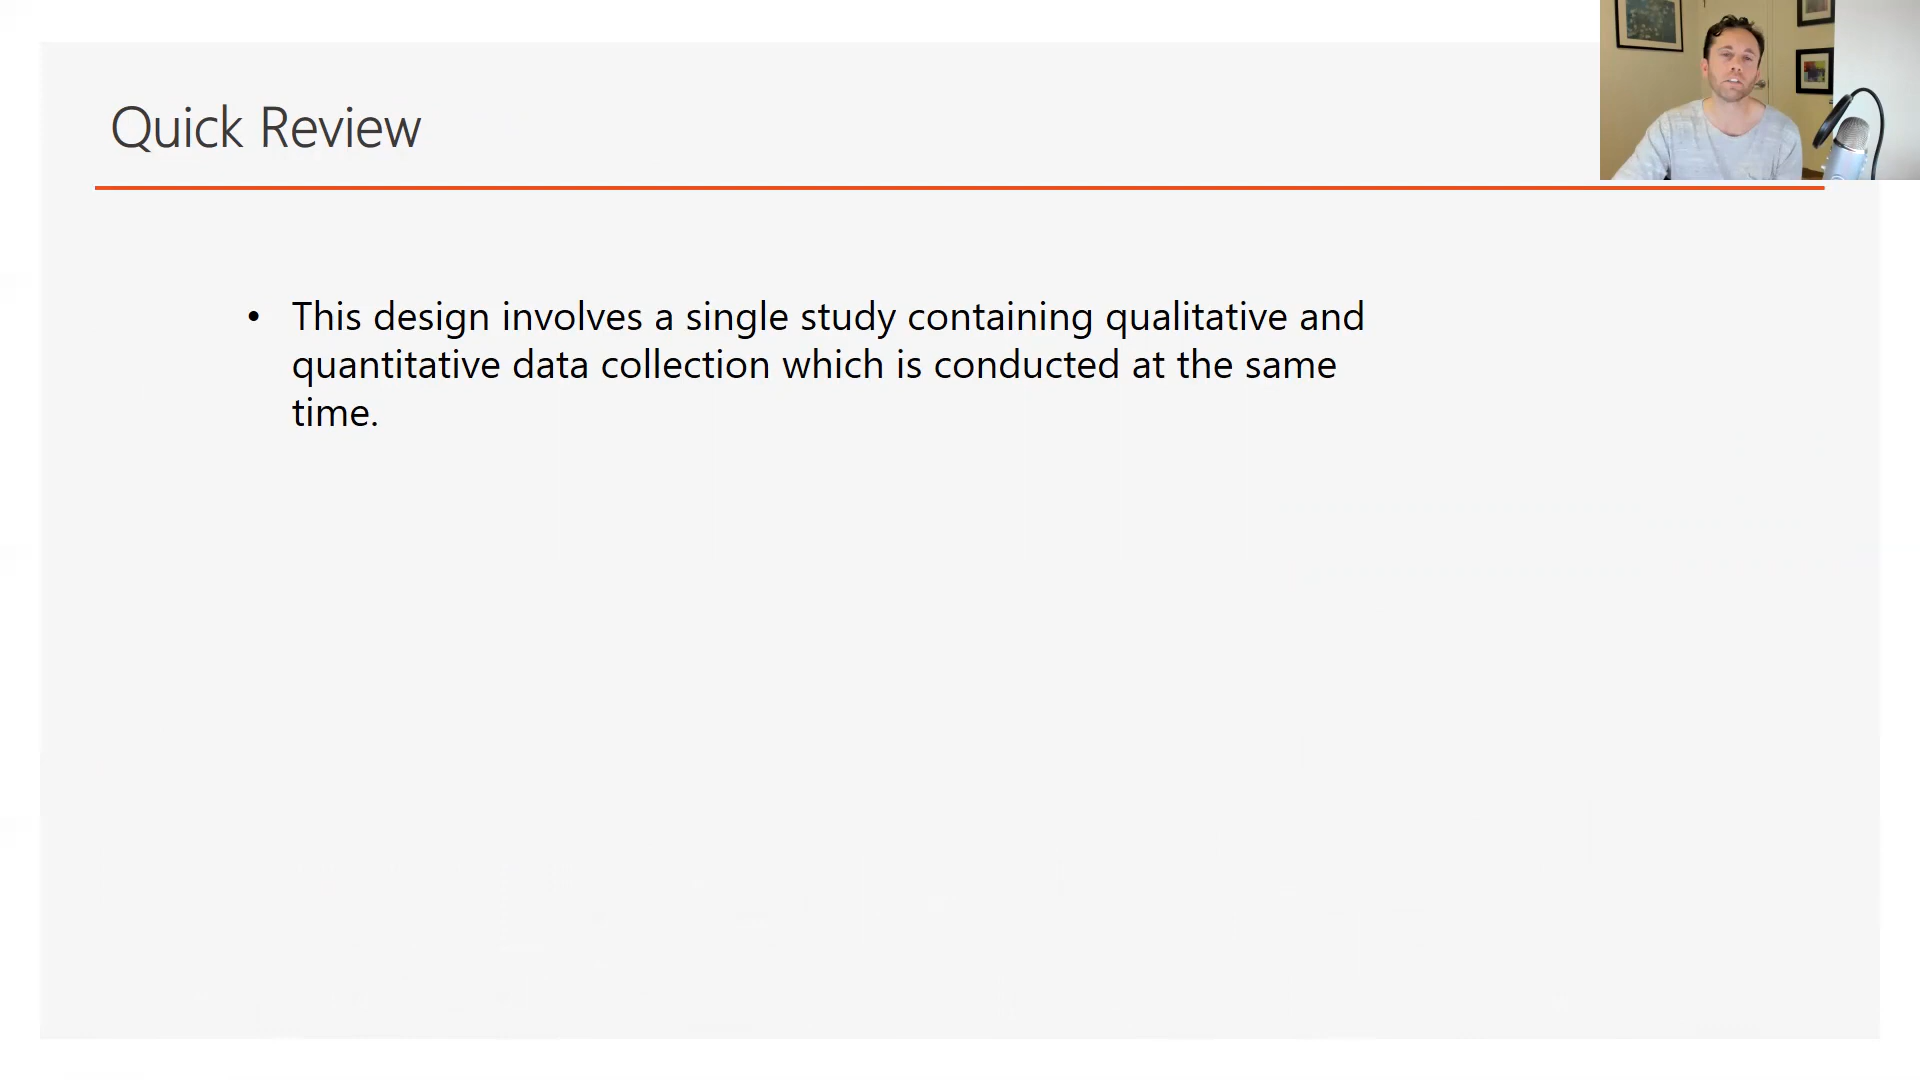 Quick Review
• This design involves a single study containing qualitative and
quantitative data collection which is conducted at the same
time.